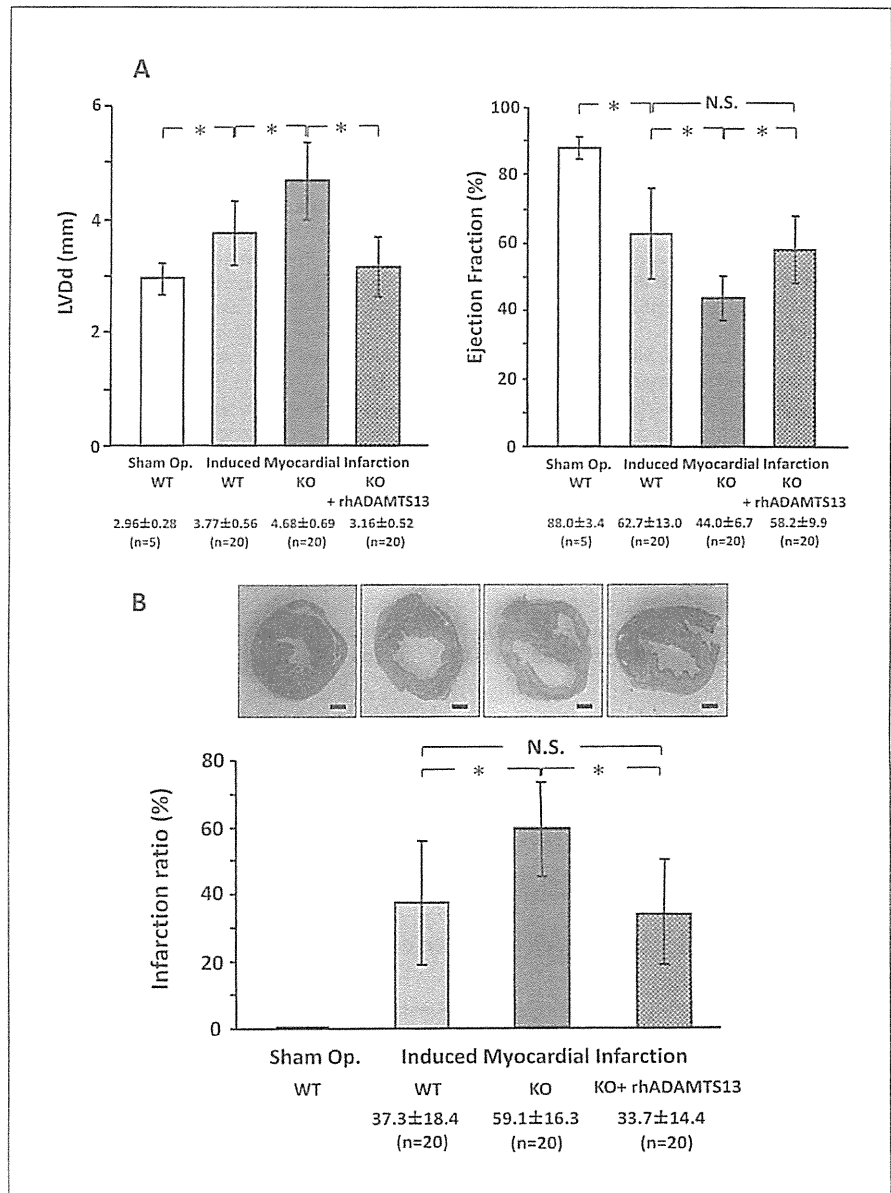 A
6
4
2
0
LVDd (mm)
* * *
Sham Op. Induced Myocardial Infarction
WT WT KO KO
+ rhADAMTS13
2.96±0.28 3.77±0.56 4.68±0.69 3.16±0.52
(n=5) (n=20) (n=20) (n=20)
100
80
60
40
20
0
Ejection Fraction (%)
* N.S.
* *
Sham Op. Induced Myocardial Infarction
WT WT KO KO
+ rhADAMTS13
88.0±3.4 62.7±13.0 44.0±6.7 58.2±9.9
(n=5) (n=20) (n=20) (n=20)
B
80
60
40
20
0
Infarction ratio (%)
N.S.
* *
Sham Op. Induced Myocardial Infarction
WT WT KO KO+ rhADAMTS13
37.3±18.4 59.1±16.3 33.7±14.4
(n=20) (n=20) (n=20)